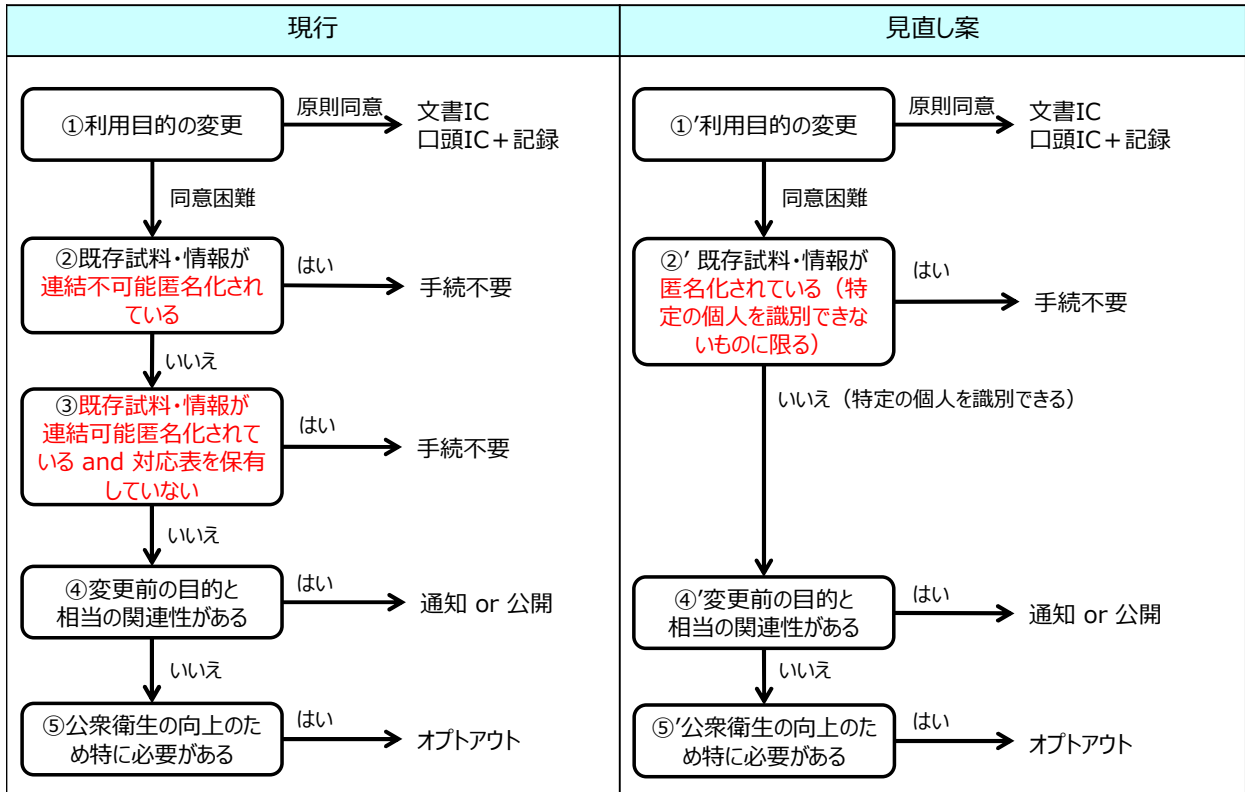 現行
①利用目的の変更
原則同意
文書IC
口頭IC＋記録
同意困難
②既存試料・情報が
連結不可能匿名化され
ている
はい
手続不要
いいえ
③既存試料・情報が
連結可能匿名化されて
いる and 対応表を保有
していない
はい
手続不要
いいえ
④変更前の目的と
相当の関連性がある
はい
通知 or 公開
いいえ
⑤公衆衛生の向上のた
め特に必要がある
はい
オプトアウト
見直し案
①’利用目的の変更
原則同意
文書IC
口頭IC＋記録
同意困難
②’ 既存試料・情報が
匿名化されている（特
定の個人を識別できな
いものに限る）
はい
手続不要
いいえ（特定の個人を識別できる）
④’変更前の目的と
相当の関連性がある
はい
通知 or 公開
いいえ
⑤’公衆衛生の向上のた
め特に必要がある
はい
オプトアウト